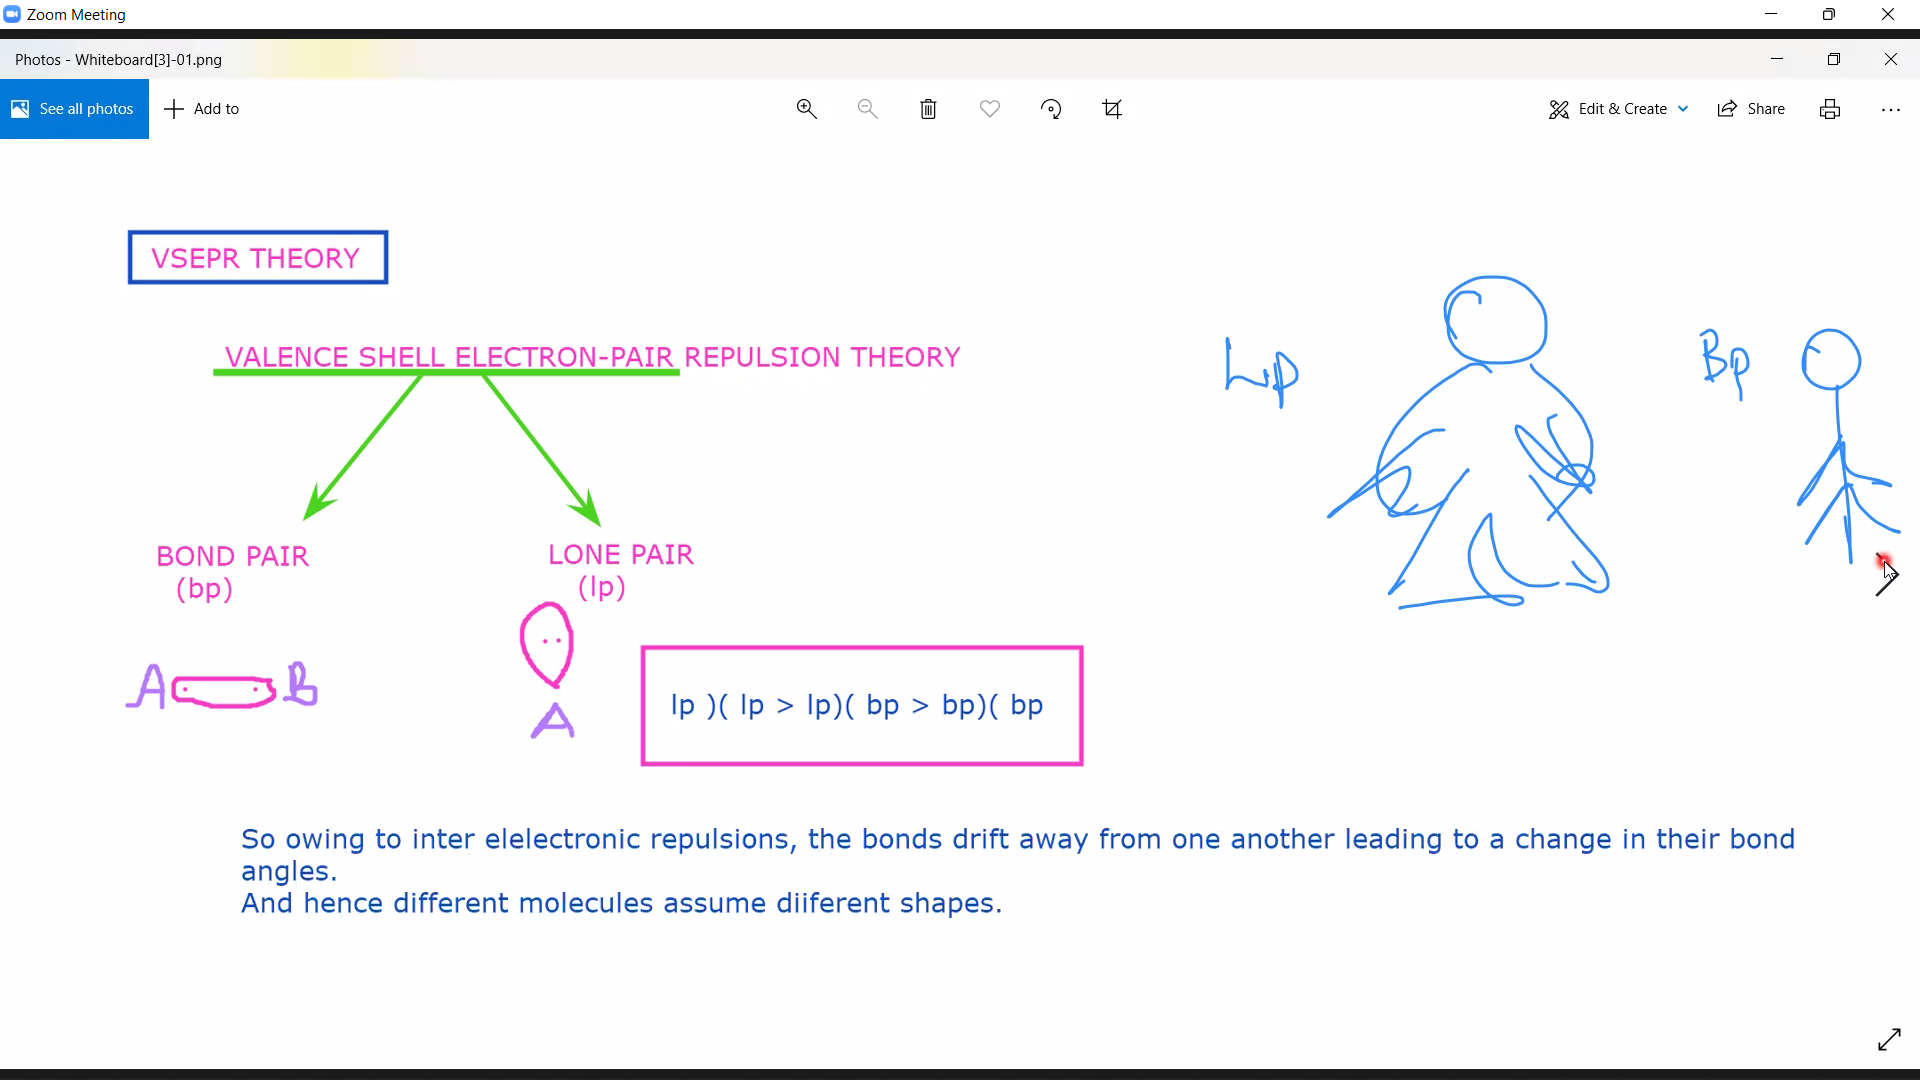 Zoom Meeting
Photos - Whiteboard[3]-01.png
See all photos
Add to
Edit & Create
Share
VSEPR THEORY
VALENCE SHELL ELECTRON-PAIR REPULSION THEORY
Lp
Bp
BOND PAIR
(bp)
LONE PAIR
(lp)
A B
A
lp )( lp > lp)( bp > bp)( bp
So owing to inter elelectronic repulsions, the bonds drift away from one another leading to a change in their bond
angles.
And hence different molecules assume diiferent shapes.